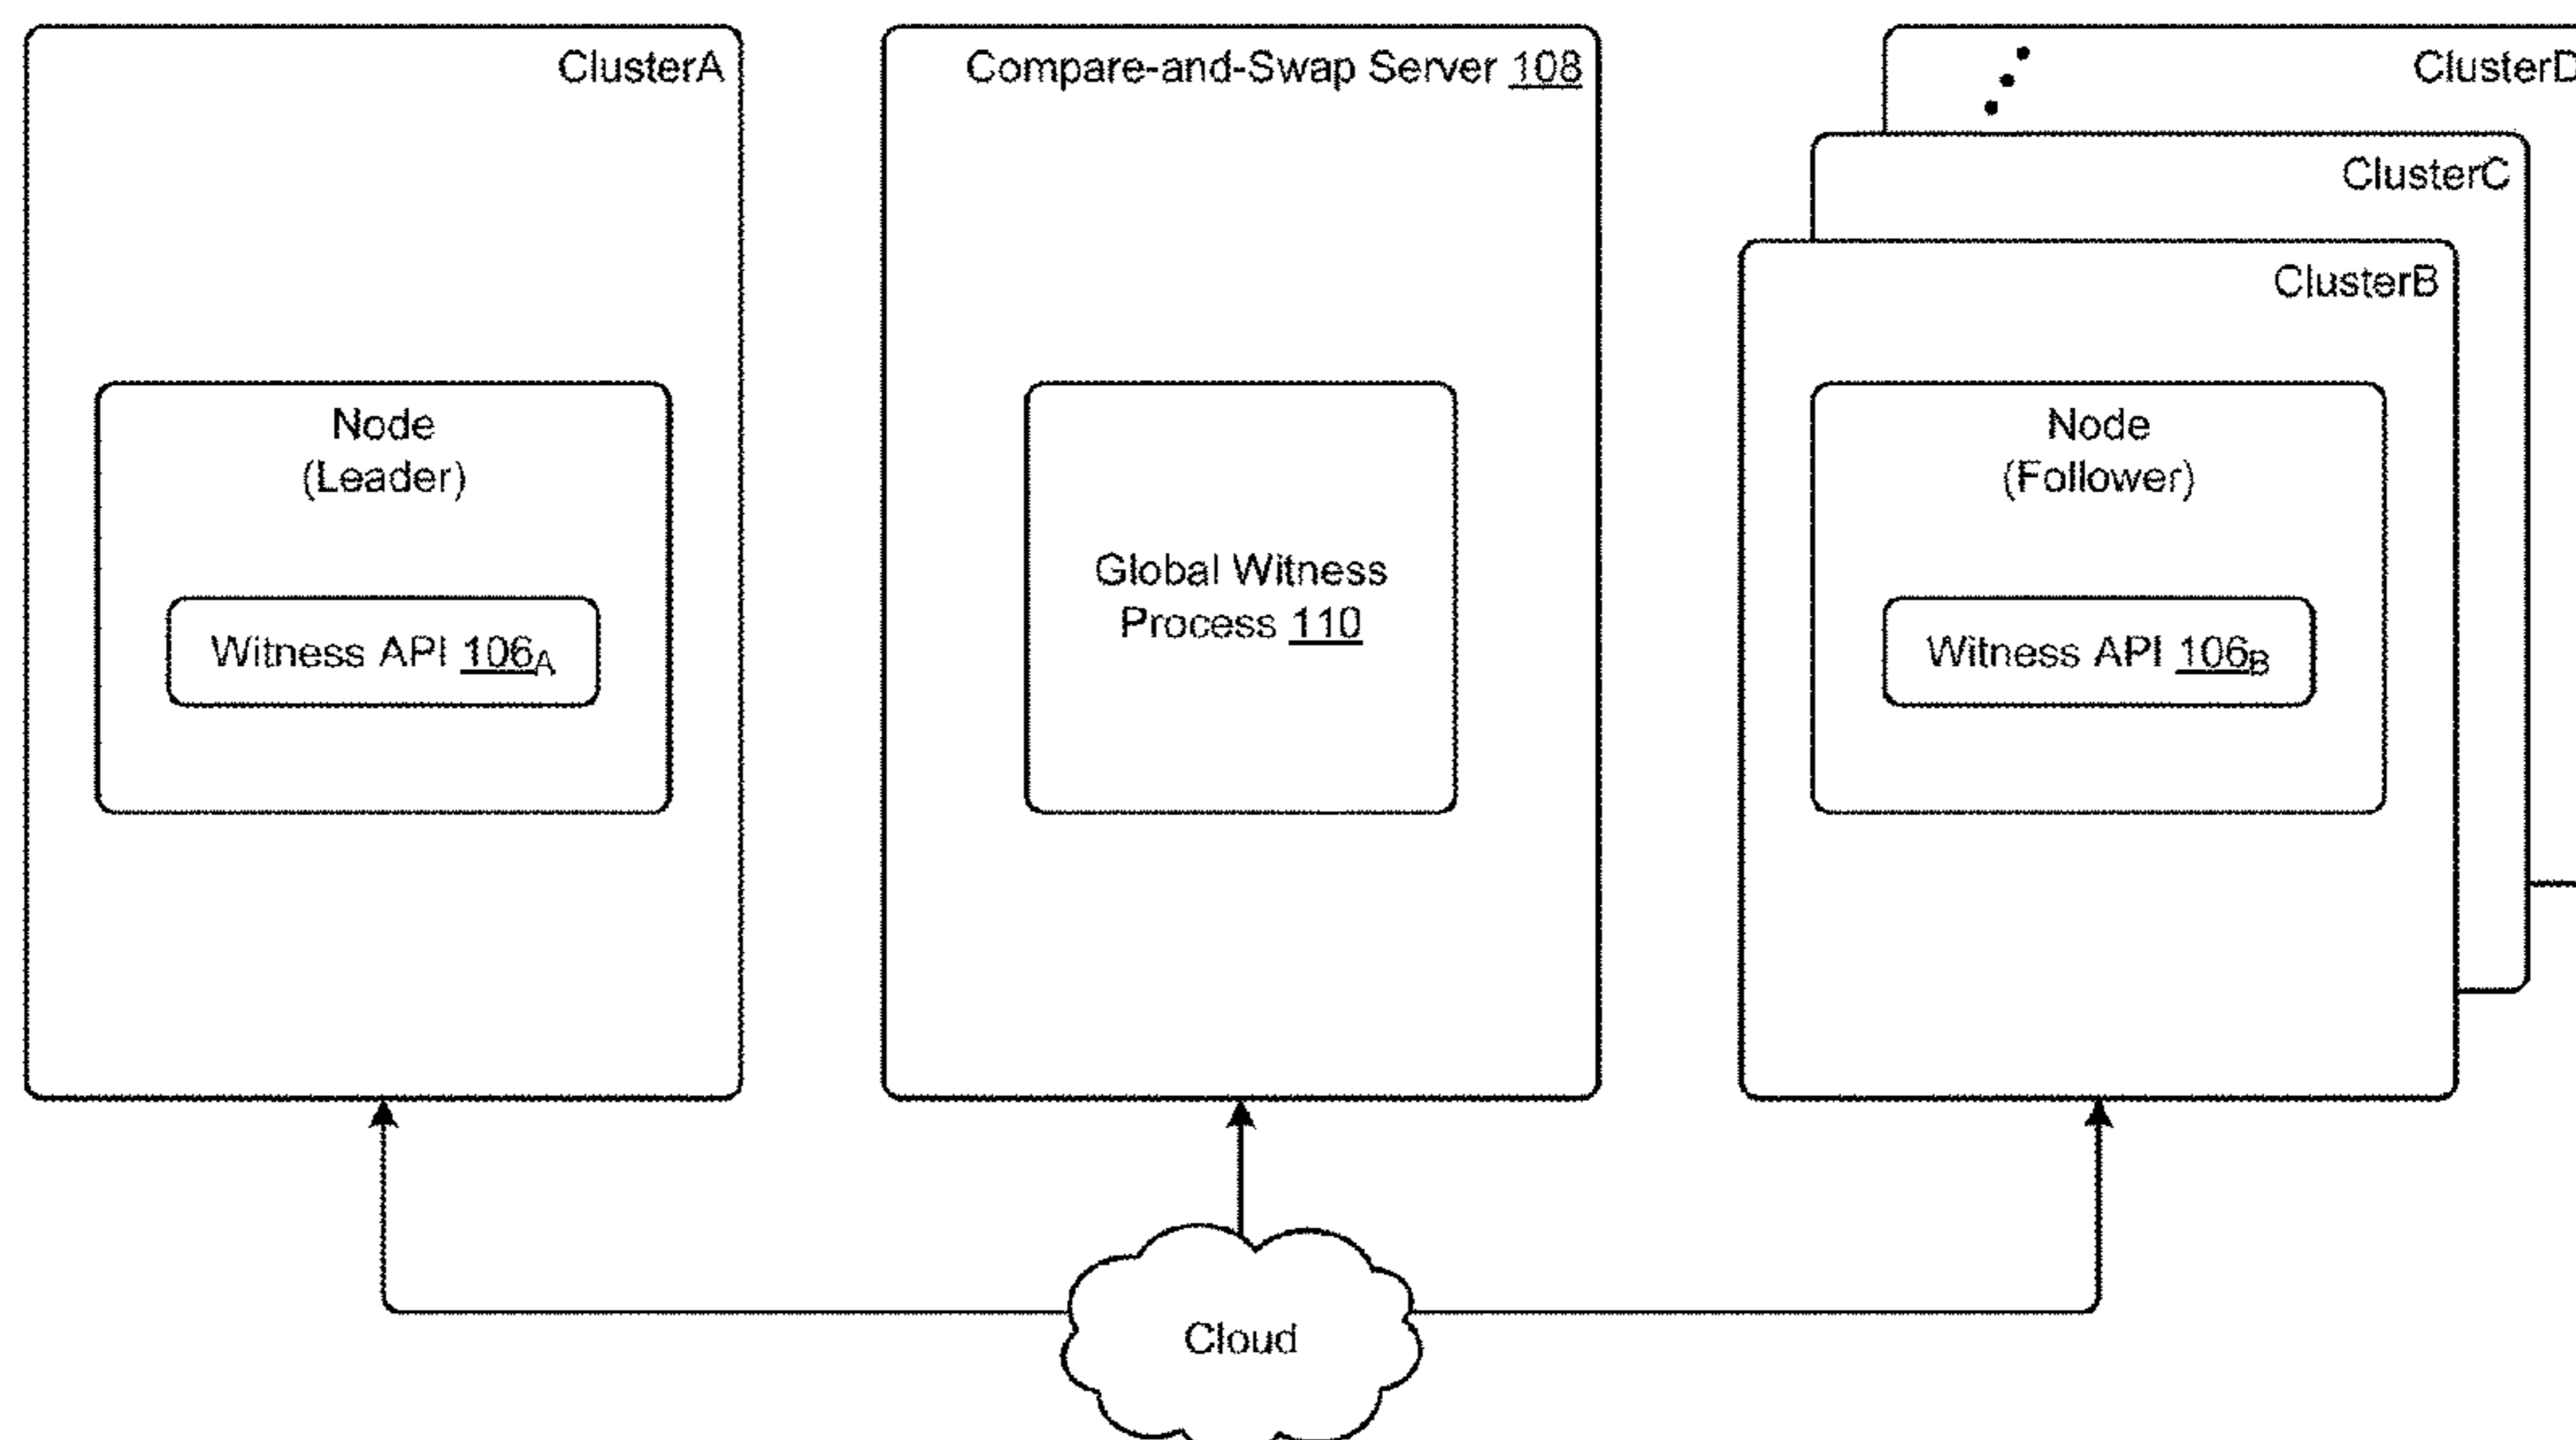 ClusterA
Node
(Leader)
Witness API 106A
Compare-and-Swap Server 108
Global Witness
Process 110
ClusterD
ClusterC
ClusterB
Node
(Follower)
Witness API 106B
Cloud